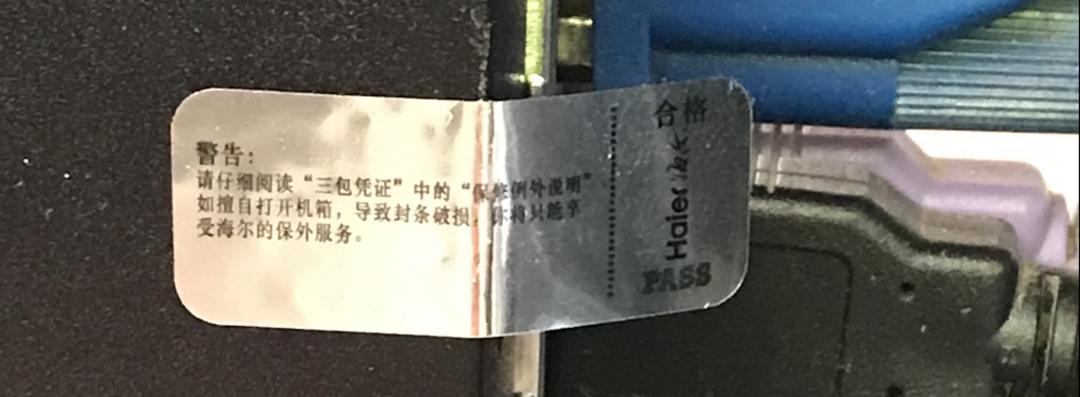 警告：
请仔细阅读“三包凭证”中的“保修例外说明”
如擅自打开机箱，导致封条破损，你将只能享
受海尔的保外服务。
合格
Haier 海尔
PASS